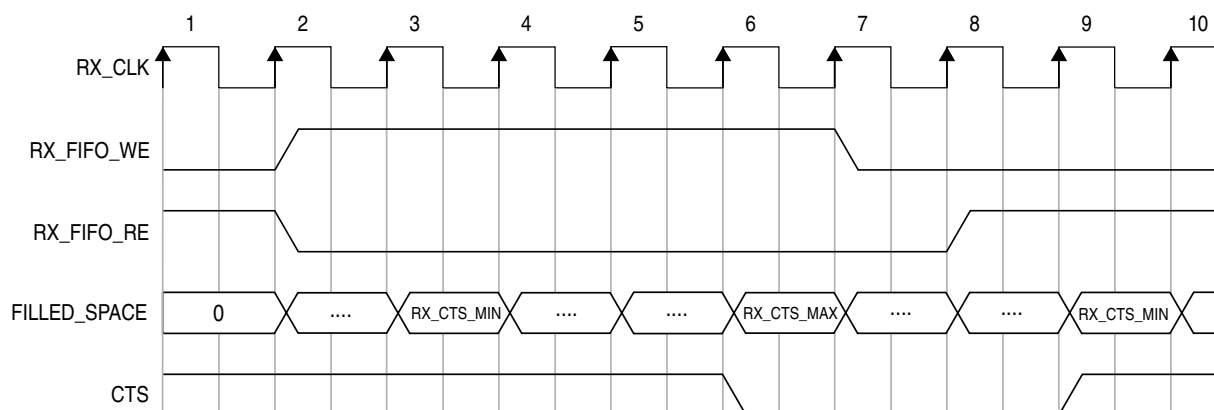 1 2 3 4 5 6 7 8 9 10
RX_CLK
RX_FIFO_WE
RX_FIFO_RE
FILLED_SPACE 0 .... RX_CTS_MIN .... .... RX_CTS_MAX .... .... RX_CTS_MIN
CTS